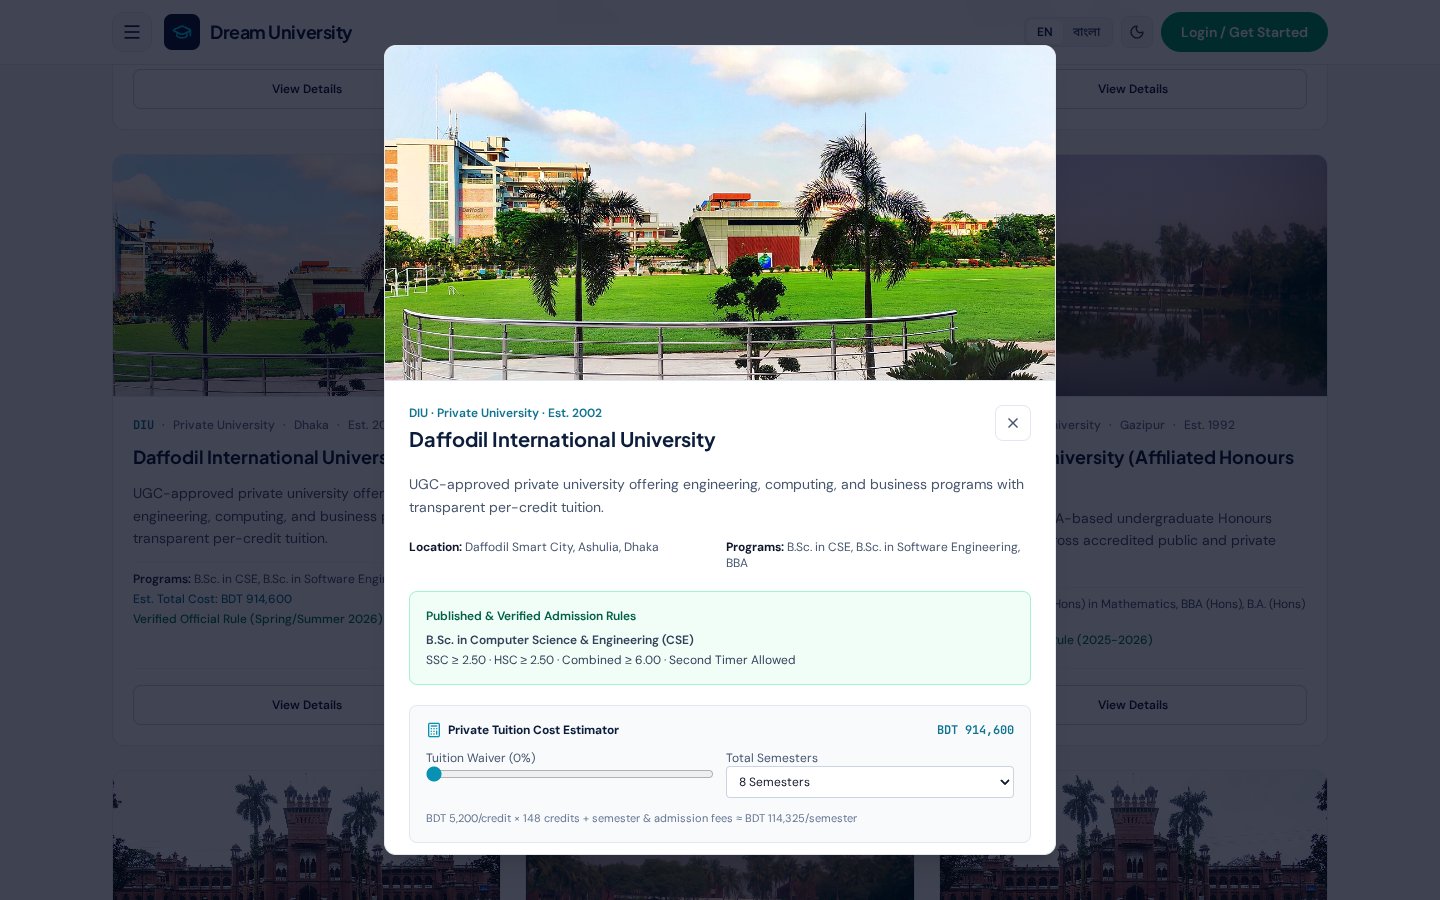 Dream University
EN
বাংলা
Login / Get Started
View Details
View Details
DIU · Private University · Dhaka · Est. 20
Daffodil International Univers
UGC-approved private university offer
engineering, computing, and business p
transparent per-credit tuition.
Programs: B.Sc. in CSE, B.Sc. in Software Engi
Est. Total Cost: BDT 914,600
Verified Official Rule (Spring/Summer 2026)
View Details
DIU · Private University · Est. 2002
Daffodil International University
UGC-approved private university offering engineering, computing, and business programs with
transparent per-credit tuition.
Location: Daffodil Smart City, Ashulia, Dhaka
Programs: B.Sc. in CSE, B.Sc. in Software Engineering,
BBA
Published & Verified Admission Rules
B.Sc. in Computer Science & Engineering (CSE)
SSC ≥ 2.50 · HSC ≥ 2.50 · Combined ≥ 6.00 · Second Timer Allowed
Private Tuition Cost Estimator
BDT 914,600
Tuition Waiver (0%)
Total Semesters
8 Semesters
BDT 5,200/credit × 148 credits + semester & admission fees ≈ BDT 114,325/semester
iversity · Gazipur · Est. 1992
niversity (Affiliated Honours
A-based undergraduate Honours
oss accredited public and private
Hons) in Mathematics, BBA (Hons), B.A. (Hons)
ule (2025-2026)
View Details